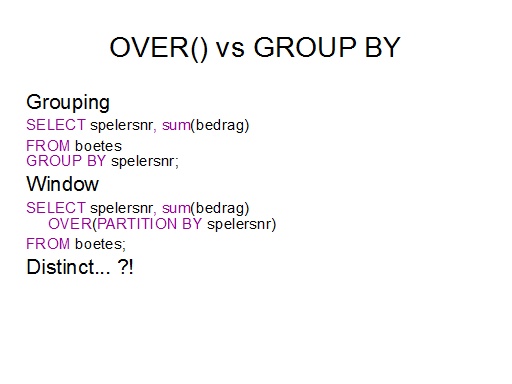 OVER() vs GROUP BY
Grouping
SELECT spelersnr, sum(bedrag)
FROM boetes
GROUP BY spelersnr;
Window
SELECT spelersnr, sum(bedrag)
OVER(PARTITION BY spelersnr)
FROM boetes;
Distinct... ?!